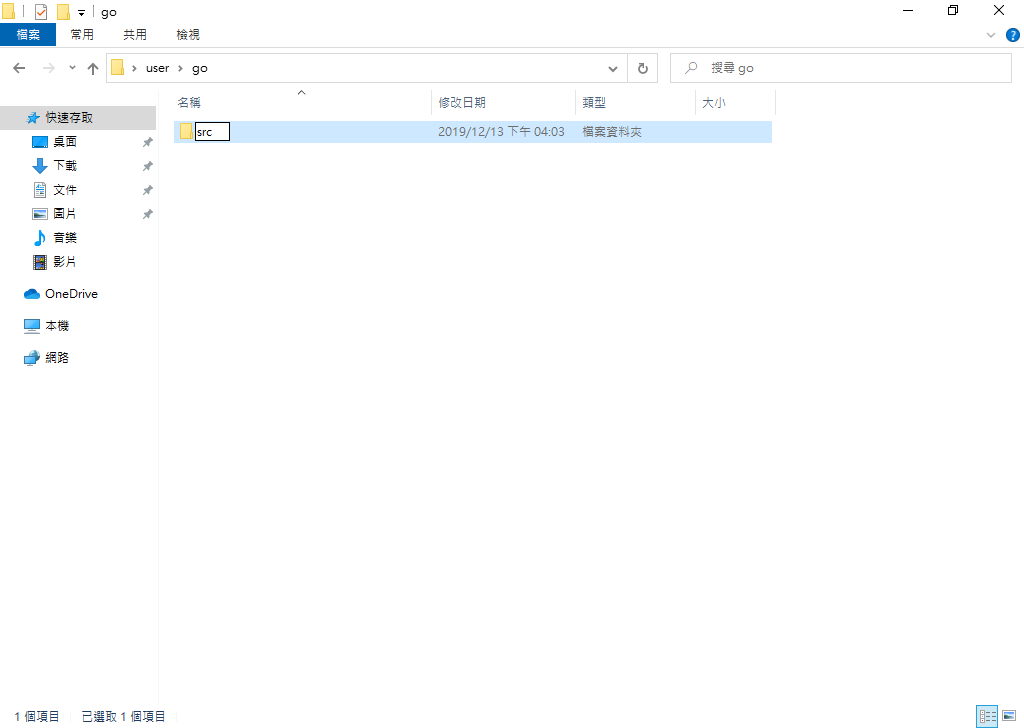 go
檔案 常用 共用 檢視
user go 搜尋 go
名稱 修改日期 類型 大小
src 2019/12/13 下午 04:03 檔案資料夾
快速存取
桌面
下載
文件
圖片
音樂
影片
OneDrive
本機
網路
1 個項目 已選取 1 個項目